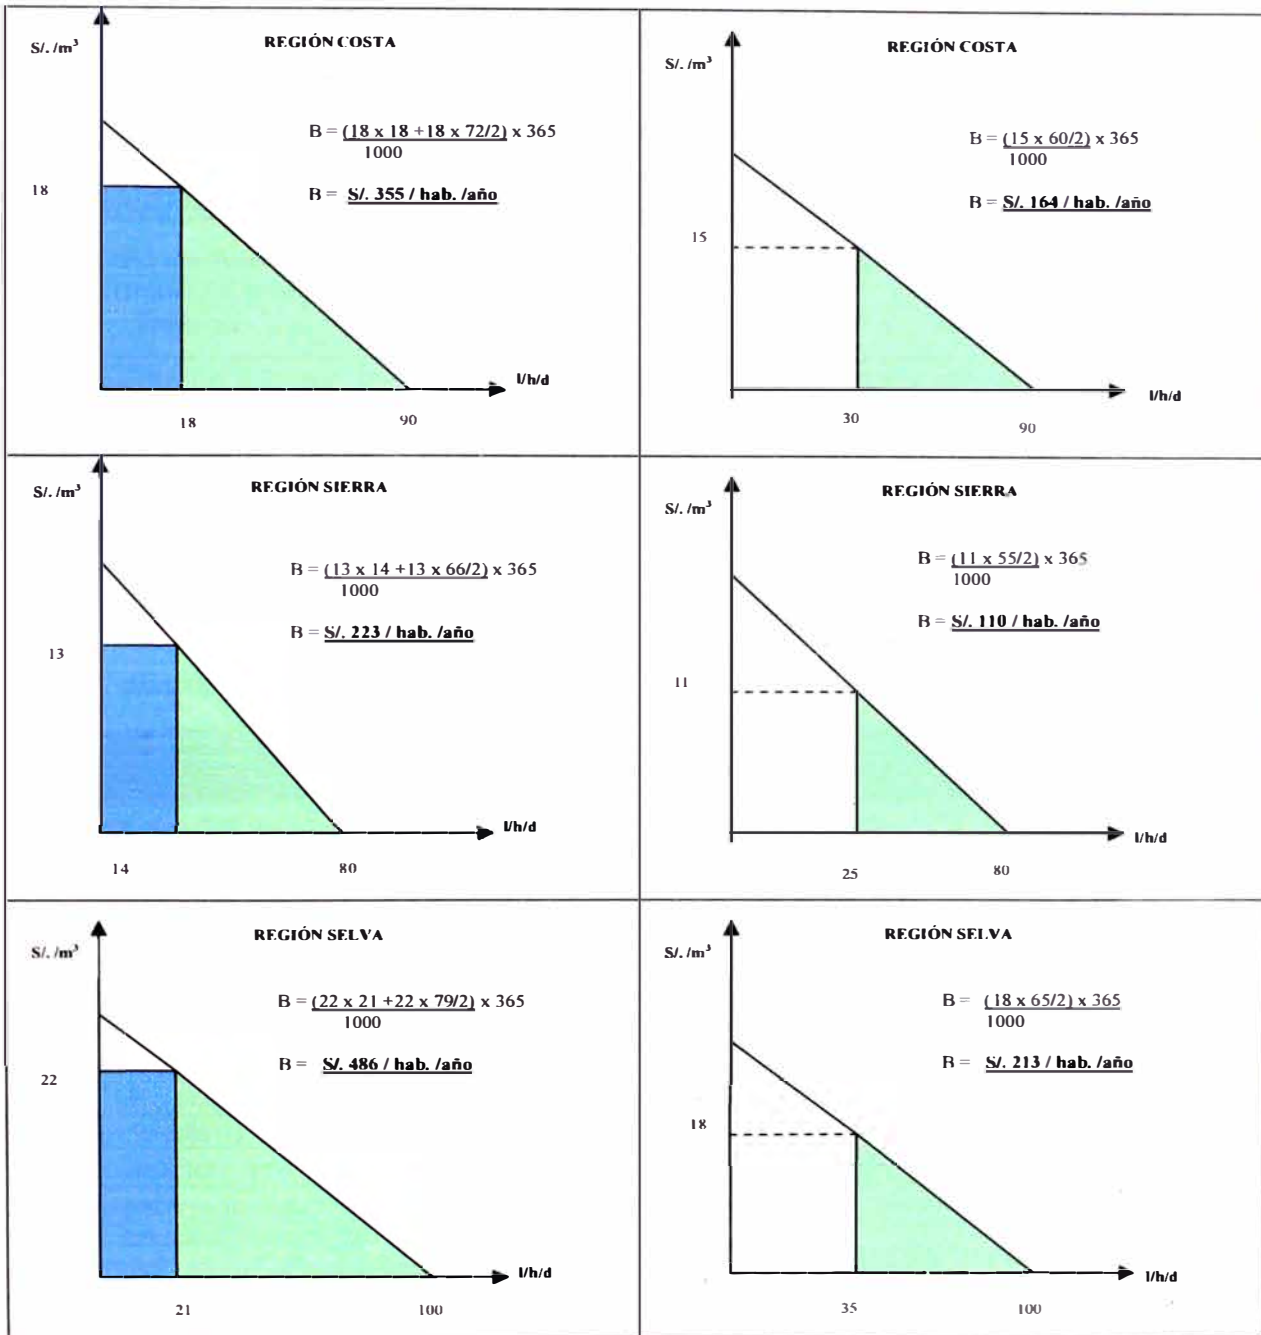 REGIÓN COSTA
S/. /m³
B = (18 x 18 +18 x 72/2) x 365
1000
B = S/. 355 / hab. /año
18
l/h/d
18
90
REGIÓN COSTA
S/. /m³
B = (15 x 60/2) x 365
1000
B = S/. 164 / hab. /año
15
l/h/d
30
90
REGIÓN SIERRA
S/. /m³
B = (13 x 14 +13 x 66/2) x 365
1000
B = S/. 223 / hab. /año
13
l/h/d
14
80
REGIÓN SIERRA
S/. /m³
B = (11 x 55/2) x 365
1000
B = S/. 110 / hab. /año
11
l/h/d
25
80
REGIÓN SELVA
S/. /m³
B = (22 x 21 +22 x 79/2) x 365
1000
B = S/. 486 / hab. /año
22
l/h/d
21
100
REGIÓN SELVA
S/. /m³
B = (18 x 65/2) x 365
1000
B = S/. 213 / hab. /año
18
l/h/d
35
100